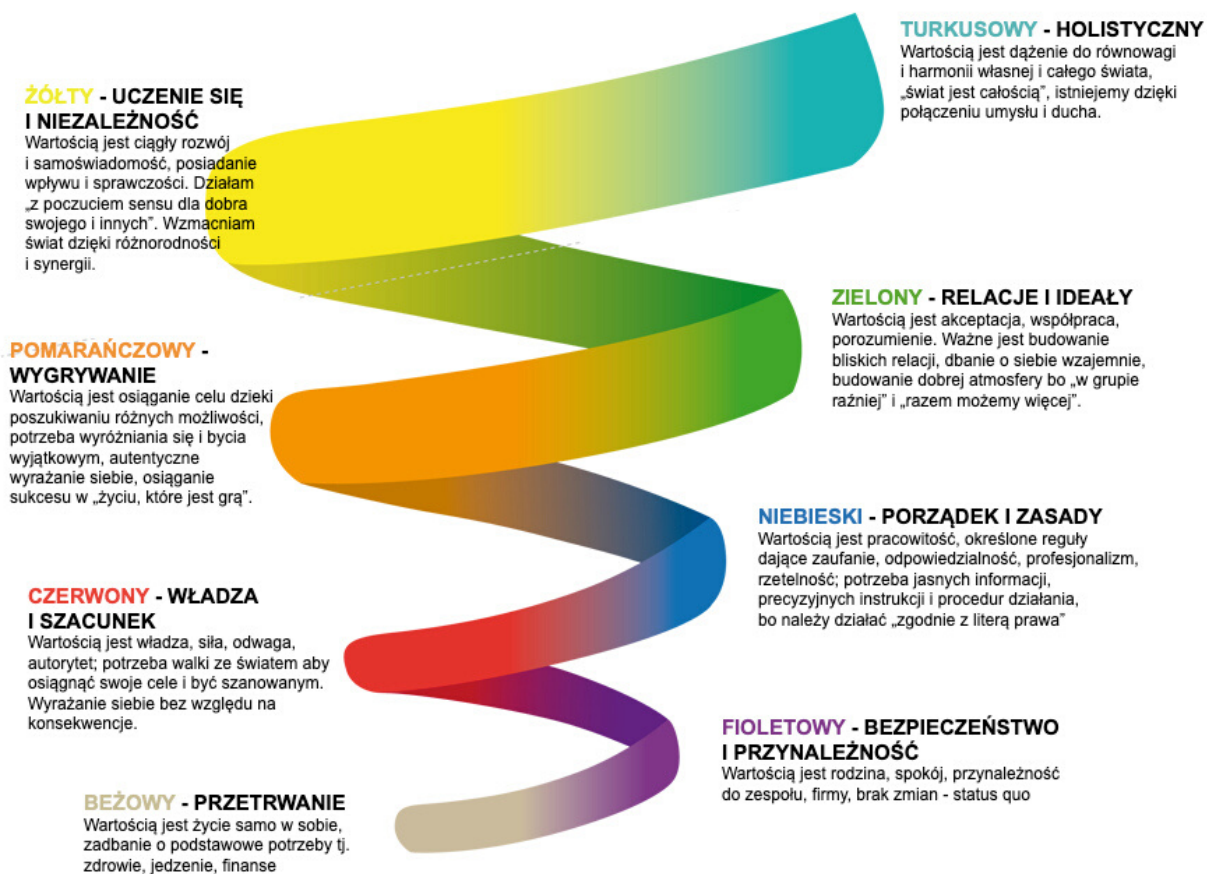 TURKUSOWY - HOLISTYCZNY
Wartością jest dążenie do równowagi
i harmonii własnej i całego świata,
„świat jest całością”, istniejemy dzięki
połączeniu umysłu i ducha.
ŻÓŁTY - UCZENIE SIĘ
I NIEZALEŻNOŚĆ
Wartością jest ciągły rozwój
i samoświadomość, posiadanie
wpływu i sprawczości. Działam
„z poczuciem sensu dla dobra
swojego i innych”. Wzmacniam
świat dzięki różnorodności
i synergii.
ZIELONY - RELACJE I IDEAŁY
Wartością jest akceptacja, współpraca,
porozumienie. Ważne jest budowanie
bliskich relacji, dbanie o siebie wzajemnie,
budowanie dobrej atmosfery bo „w grupie
raźniej” i „razem możemy więcej”.
POMARAŃCZOWY -
WYGRYWANIE
Wartością jest osiąganie celu dzieki
poszukiwaniu różnych możliwości,
potrzeba wyróżniania się i bycia
wyjątkowym, autentyczne
wyrażanie siebie, osiąganie
sukcesu w „życiu, które jest grą”.
NIEBIESKI - PORZĄDEK I ZASADY
Wartością jest pracowitość, określone reguły
dające zaufanie, odpowiedzialność, profesjonalizm,
rzetelność; potrzeba jasnych informacji,
precyzyjnych instrukcji i procedur działania,
bo należy działać „zgodnie z literą prawa”
CZERWONY - WŁADZA
I SZACUNEK
Wartością jest władza, siła, odwaga,
autorytet; potrzeba walki ze światem aby
osiągnąć swoje cele i być szanowanym.
Wyrażanie siebie bez względu na
konsekwencje.
FIOLETOWY - BEZPIECZEŃSTWO
I PRZYNALEŻNOŚĆ
Wartością jest rodzina, spokój, przynależność
do zespołu, firmy, brak zmian - status quo
BEŻOWY - PRZETRWANIE
Wartością jest życie samo w sobie,
zadbanie o podstawowe potrzeby tj.
zdrowie, jedzenie, finanse